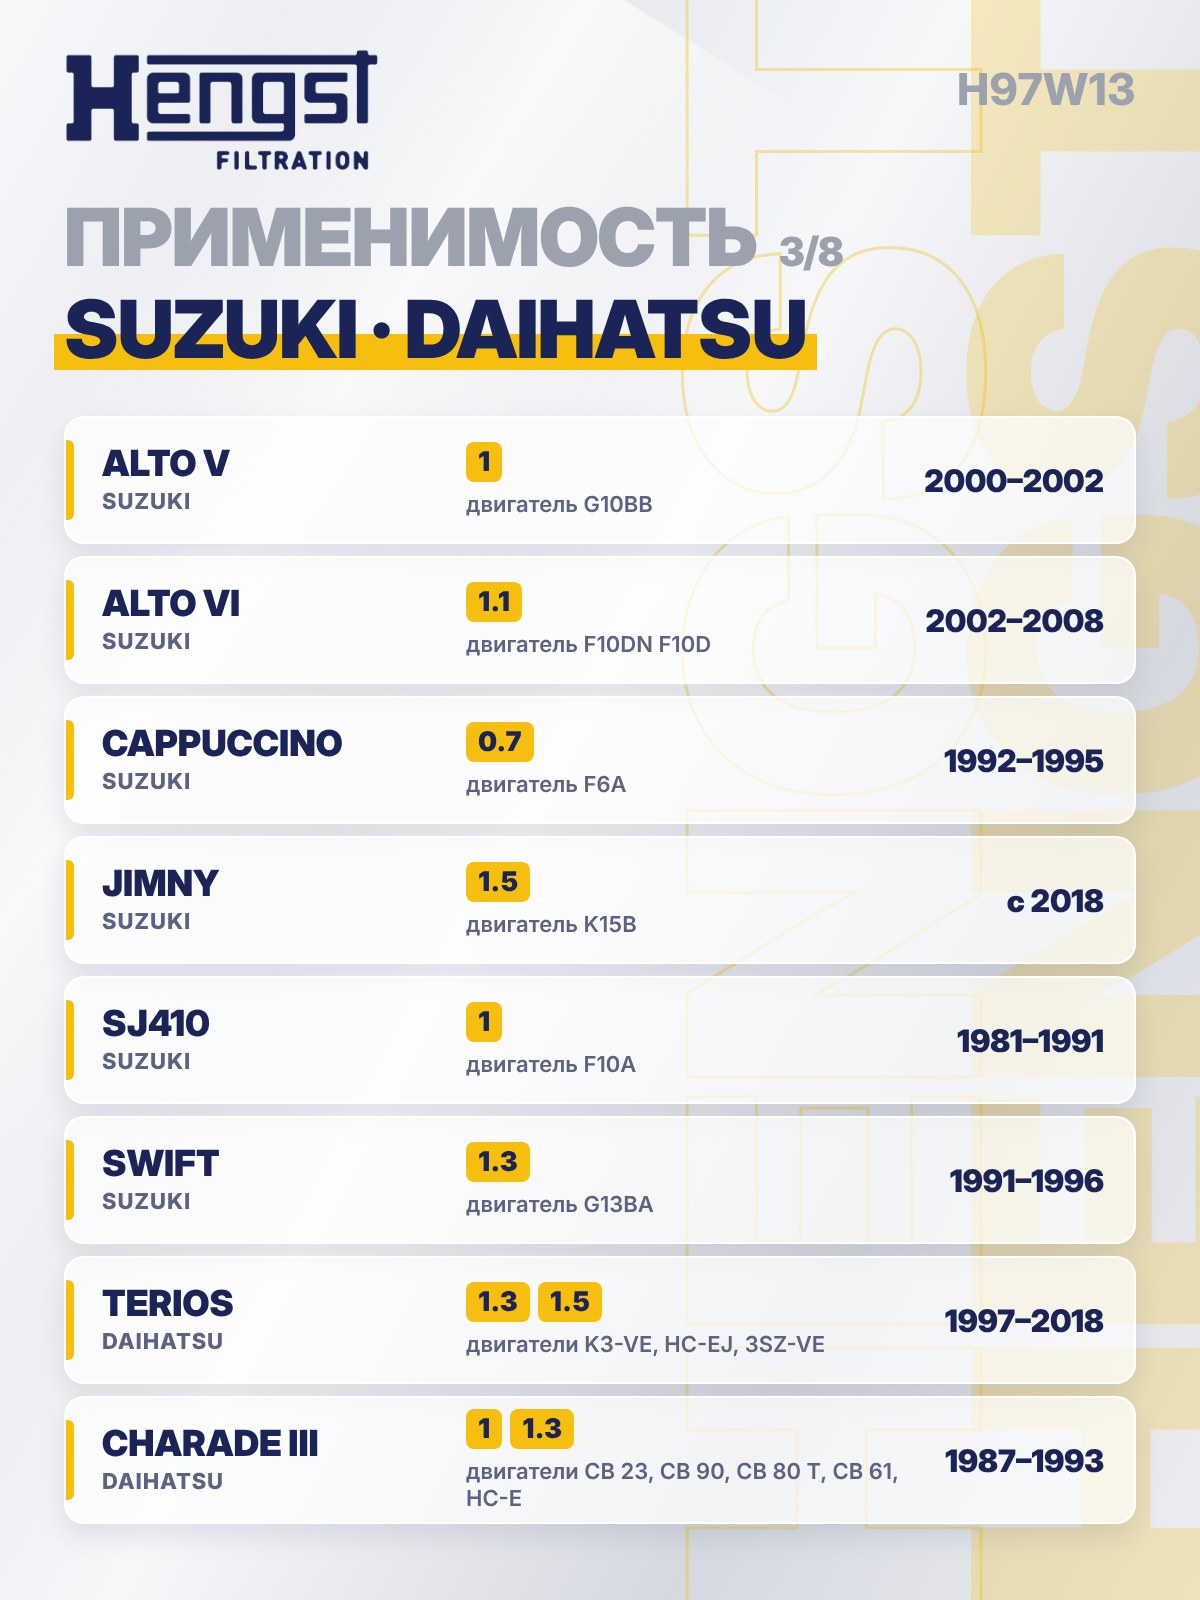 Hengst
FILTRATION
H97W13
ПРИМЕНИМОСТЬ 3/8
SUZUKI · DAIHATSU
ALTO V
SUZUKI
1
двигатель G10BB
2000–2002
ALTO VI
SUZUKI
1.1
двигатель F10DN F10D
2002–2008
CAPPUCCINO
SUZUKI
0.7
двигатель F6A
1992–1995
JIMNY
SUZUKI
1.5
двигатель K15B
с 2018
SJ410
SUZUKI
1
двигатель F10A
1981–1991
SWIFT
SUZUKI
1.3
двигатель G13BA
1991–1996
TERIOS
DAIHATSU
1.3 1.5
двигатели K3-VE, HC-EJ, 3SZ-VE
1997–2018
CHARADE III
DAIHATSU
1 1.3
двигатели CB 23, CB 90, CB 80 T, CB 61,
HC-E
1987–1993
HENGST
HENGST